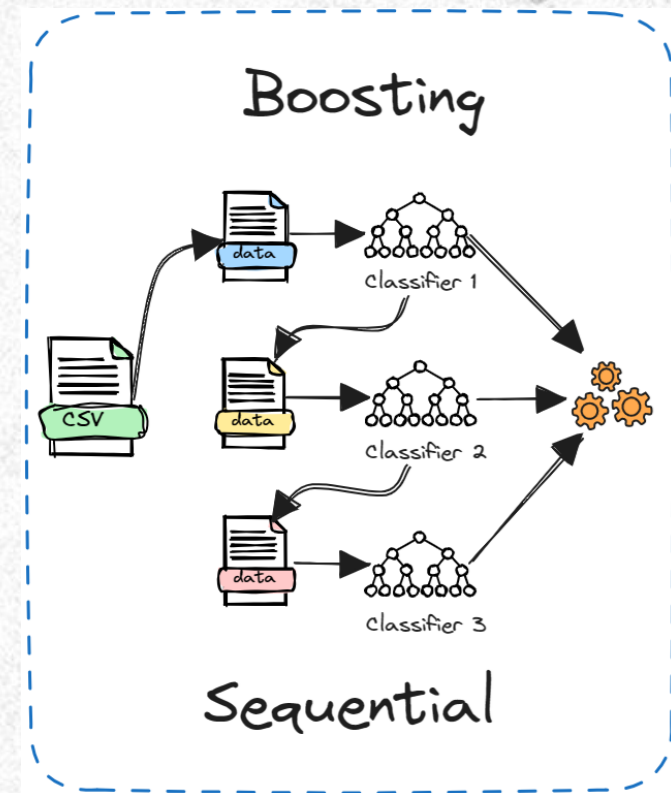 Boosting
data
Classifier 1
CSV
data
Classifier 2
data
Classifier 3
Sequential